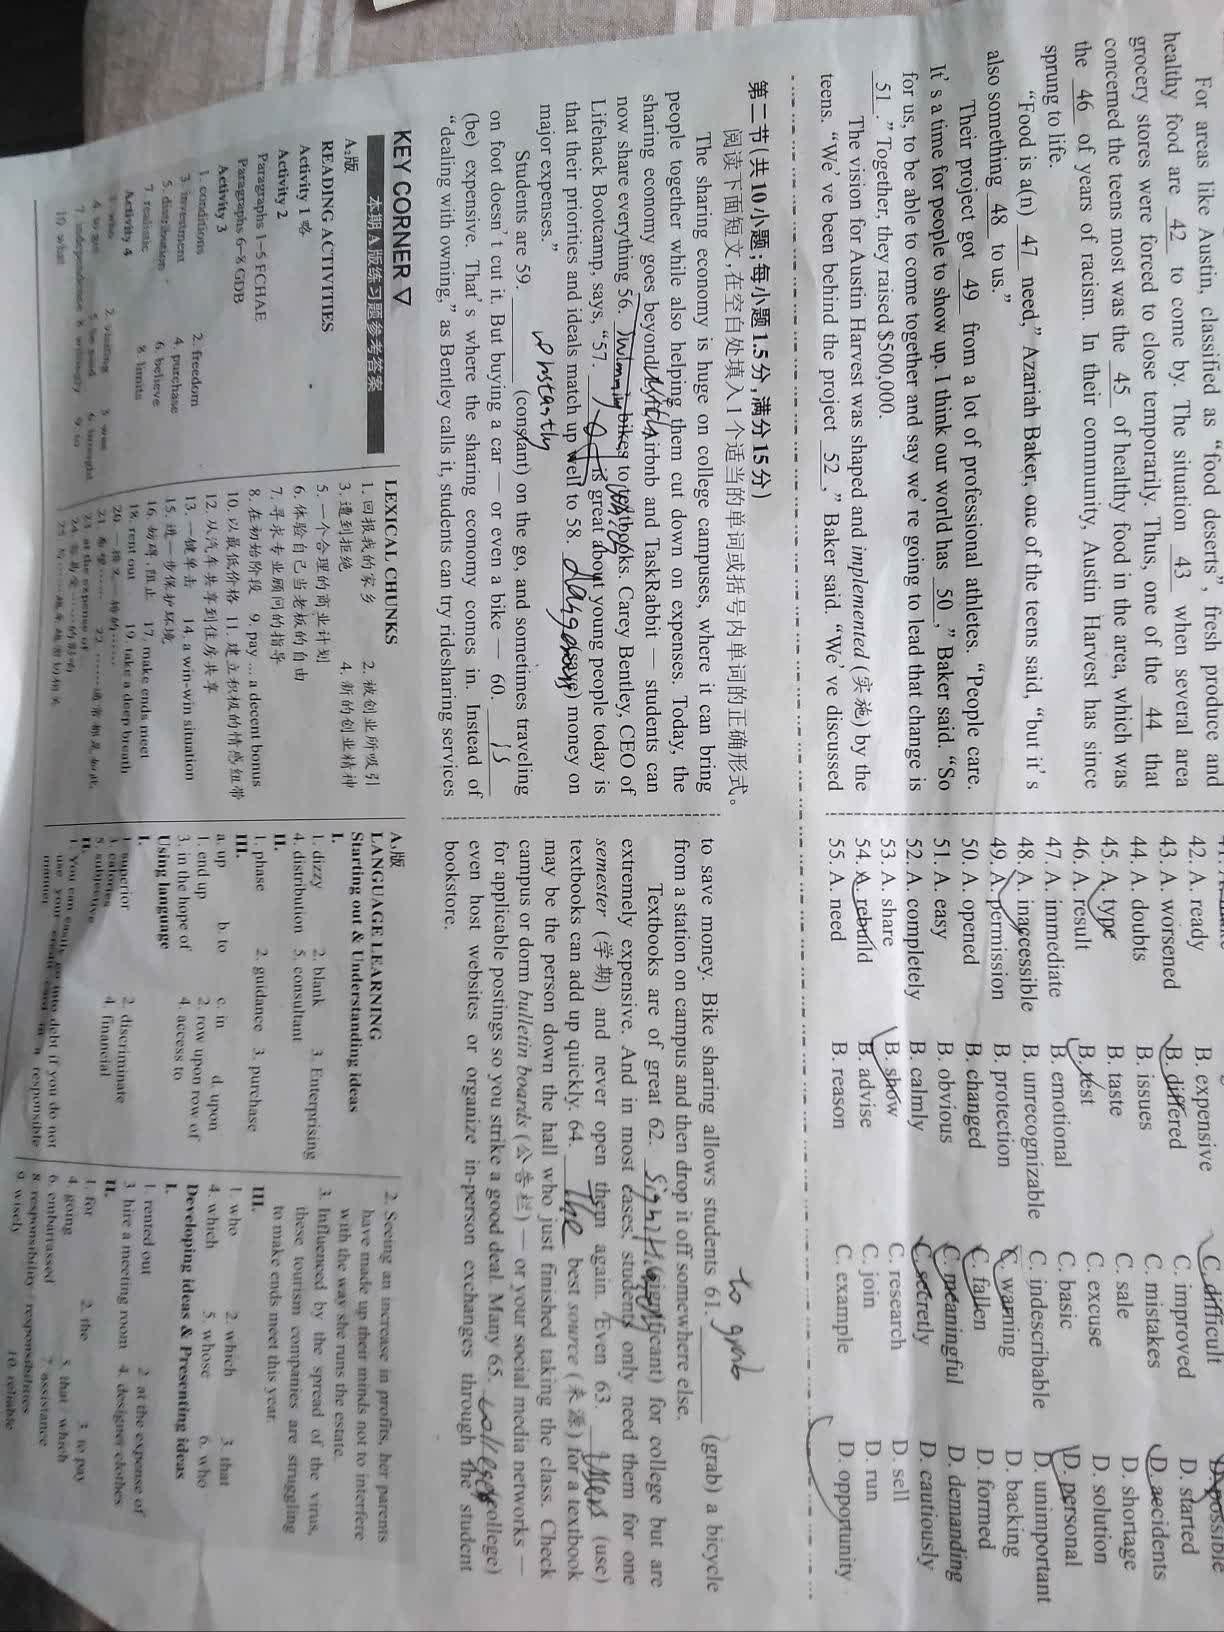 For areas like Austin, classified as "food deserts", fresh produce and
healthy food are 42 to come by. The situation 43 when several area
grocery stores were forced to close temporarily. Thus, one of the 44 that
concerned the teens most was the 45 of healthy food in the area, which was
the 46 of years of racism. In their community, Austin Harvest has since
sprung to life.
"Food is a(n) 47 need," Azariah Baker, one of the teens said, "but it's
also something 48 to us."
Their project got 49 from a lot of professional athletes. "People care.
It's a time for people to show up. I think our world has 50," Baker said. "So
for us, to be able to come together and say we're going to lead that change is
51." Together, they raised $500,000.
The vision for Austin Harvest was shaped and implemented (实施) by the
teens. "We've been behind the project 52," Baker said. "We've discussed
42. A. ready B. expensive C. difficult D. possible
43. A. worsened B. differed C. improved D. started
44. A. doubts B. issues C. mistakes D. accidents
45. A. type B. taste C. sale D. shortage
46. A. result B. test C. excuse D. solution
47. A. immediate B. emotional C. basic D. personal
48. A. inaccessible B. unrecognizable C. indescribable D. unimportant
49. A. permission B. protection C. warning D. backing
50. A. opened B. changed C. fallen D. formed
51. A. easy B. obvious C. meaningful D. demanding
52. A. completely B. calmly C. secretly D. cautiously
53. A. share B. show C. research D. sell
54. A. rebuild B. advise C. join D. run
55. A. need B. reason C. example D. opportunity
第二节(共10小题;每小题1.5分,满分15分)
阅读下面短文,在空白处填入1个适当的单词或括号内单词的正确形式。
The sharing economy is huge on college campuses, where it can bring
people together while also helping them cut down on expenses. Today, the
sharing economy goes beyond Airbnb and TaskRabbit — students can
now share everything 56. bikes to textbooks. Carey Bentley, CEO of
Lifehack Bootcamp, says, "57. is great about young people today is
that their priorities and ideals match up well to 58. (save) money on
major expenses."
constantly
Students are 59. (constant) on the go, and sometimes traveling
on foot doesn't cut it. But buying a car — or even a bike — 60. is
(be) expensive. That's where the sharing economy comes in. Instead of
"dealing with owning," as Bentley calls it, students can try ridesharing services
to grab
to save money. Bike sharing allows students 61. (grab) a bicycle
from a station on campus and then drop it off somewhere else.
Textbooks are of great 62. (significant) for college but are
extremely expensive. And in most cases, students only need them for one
semester (学期) and never open them again. Even 63. (use)
textbooks can add up quickly. 64. The best source (来源) for a textbook
may be the person down the hall who just finished taking the class. Check
campus or dorm bulletin boards (公告栏) — or your social media networks —
for applicable postings so you strike a good deal. Many 65. (college)
even host websites or organize in-person exchanges through the student
bookstore.
KEY CORNER ▽
本期A版练习题参考答案
A2版
READING ACTIVITIES
Activity 1 略
Activity 2
Paragraphs 1–5 FCHAE
Paragraphs 6–8 GDB
Activity 3
1. conditions 2. freedom
3. investment 4. purchase
5. distribution 6. believe
7. realistic 8. limits
Activity 4
2. visiting 3. was
9. to
10. what
LEXICAL CHUNKS
1. 回报我的家乡 2. 被创业所吸引
3. 遭到拒绝 4. 新的创业精神
5. 一个合理的商业计划
6. 体验自己当老板的自由
7. 寻求专业顾问的指导
8. 在初始阶段 9. pay ... a decent bonus
10. 以最低价格 11. 建立积极的情感纽带
12. 从汽车共享到住房共享
13. 一键单击 14. a win-win situation
15. 进一步保护环境
16. 妨碍,阻止 17. make ends meet
18. rent out 19. take a deep breath
23. at the expense of
A3版
LANGUAGE LEARNING
Starting out & Understanding ideas
I.
1. dizzy 2. blank 3. Enterprising
4. distribution 5. consultant
II.
1. phase 2. guidance 3. purchase
III.
a. up b. to c. in d. upon
1. end up 2. row upon row of
3. in the hope of 4. access to
Using language
I.
1. superior 2. discriminate
3. calories 4. financial
5. subjective
II.
1. You can easily go into debt if you do not
use your credit card in a responsible
manner.
2. Seeing an increase in profits, her parents
have made up their minds not to interfere
with the way she runs the estate.
3. Influenced by the spread of the virus,
these tourism companies are struggling
to make ends meet this year.
III.
1. who 2. which 3. that
4. which 5. whose 6. who
Developing ideas & Presenting ideas
I.
1. rented out 2. at the expense of
3. hire a meeting room 4. designer clothes
II.
1. for 2. the 3. to pay
4. going 5. that / which
6. embarrassed 7. assistance
8. responsibility / responsibilities
9. wisely 10. reliable